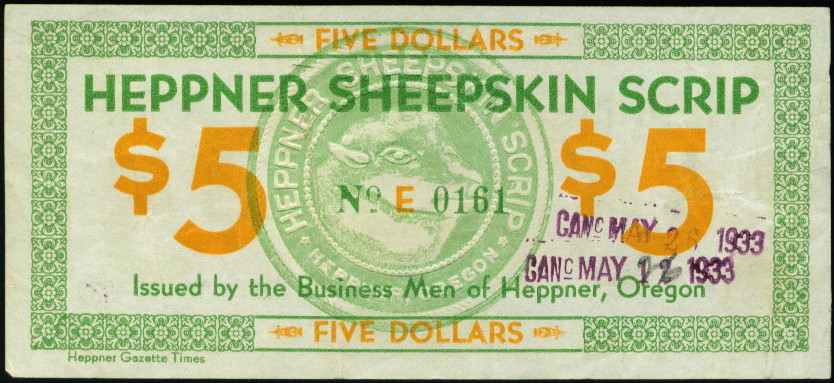 FIVE DOLLARS
HEPPNER SHEEPSKIN SCRIP
$5 $5
HEPPNER SHEEPSKIN SCRIP
HEPPNER OREGON
Nº E 0161
CANC MAY 26 1933
CANC MAY 12 1933
Issued by the Business Men of Heppner, Oregon
FIVE DOLLARS
Heppner Gazette Times